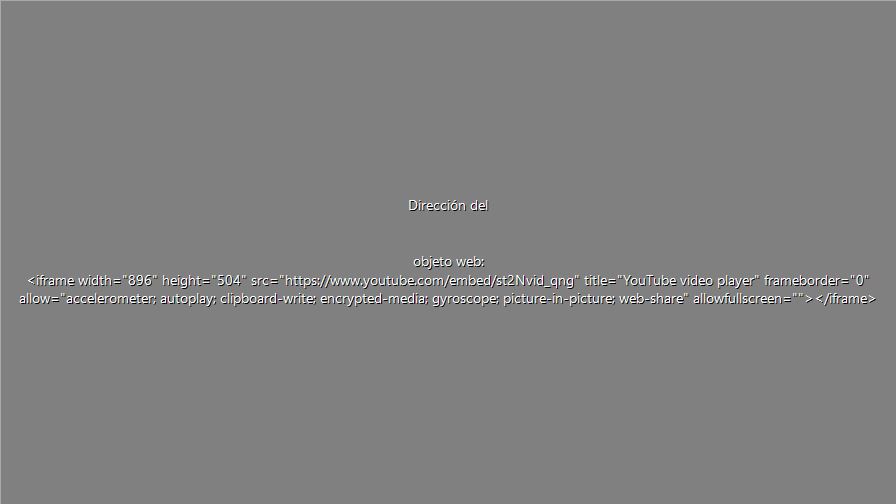 Dirección del
objeto web:
<iframe width="896" height="504" src="https://www.youtube.com/embed/st2Nvid_qng" title="YouTube video player" frameborder="0"
allow="accelerometer; autoplay; clipboard-write; encrypted-media; gyroscope; picture-in-picture; web-share" allowfullscreen=""></iframe>